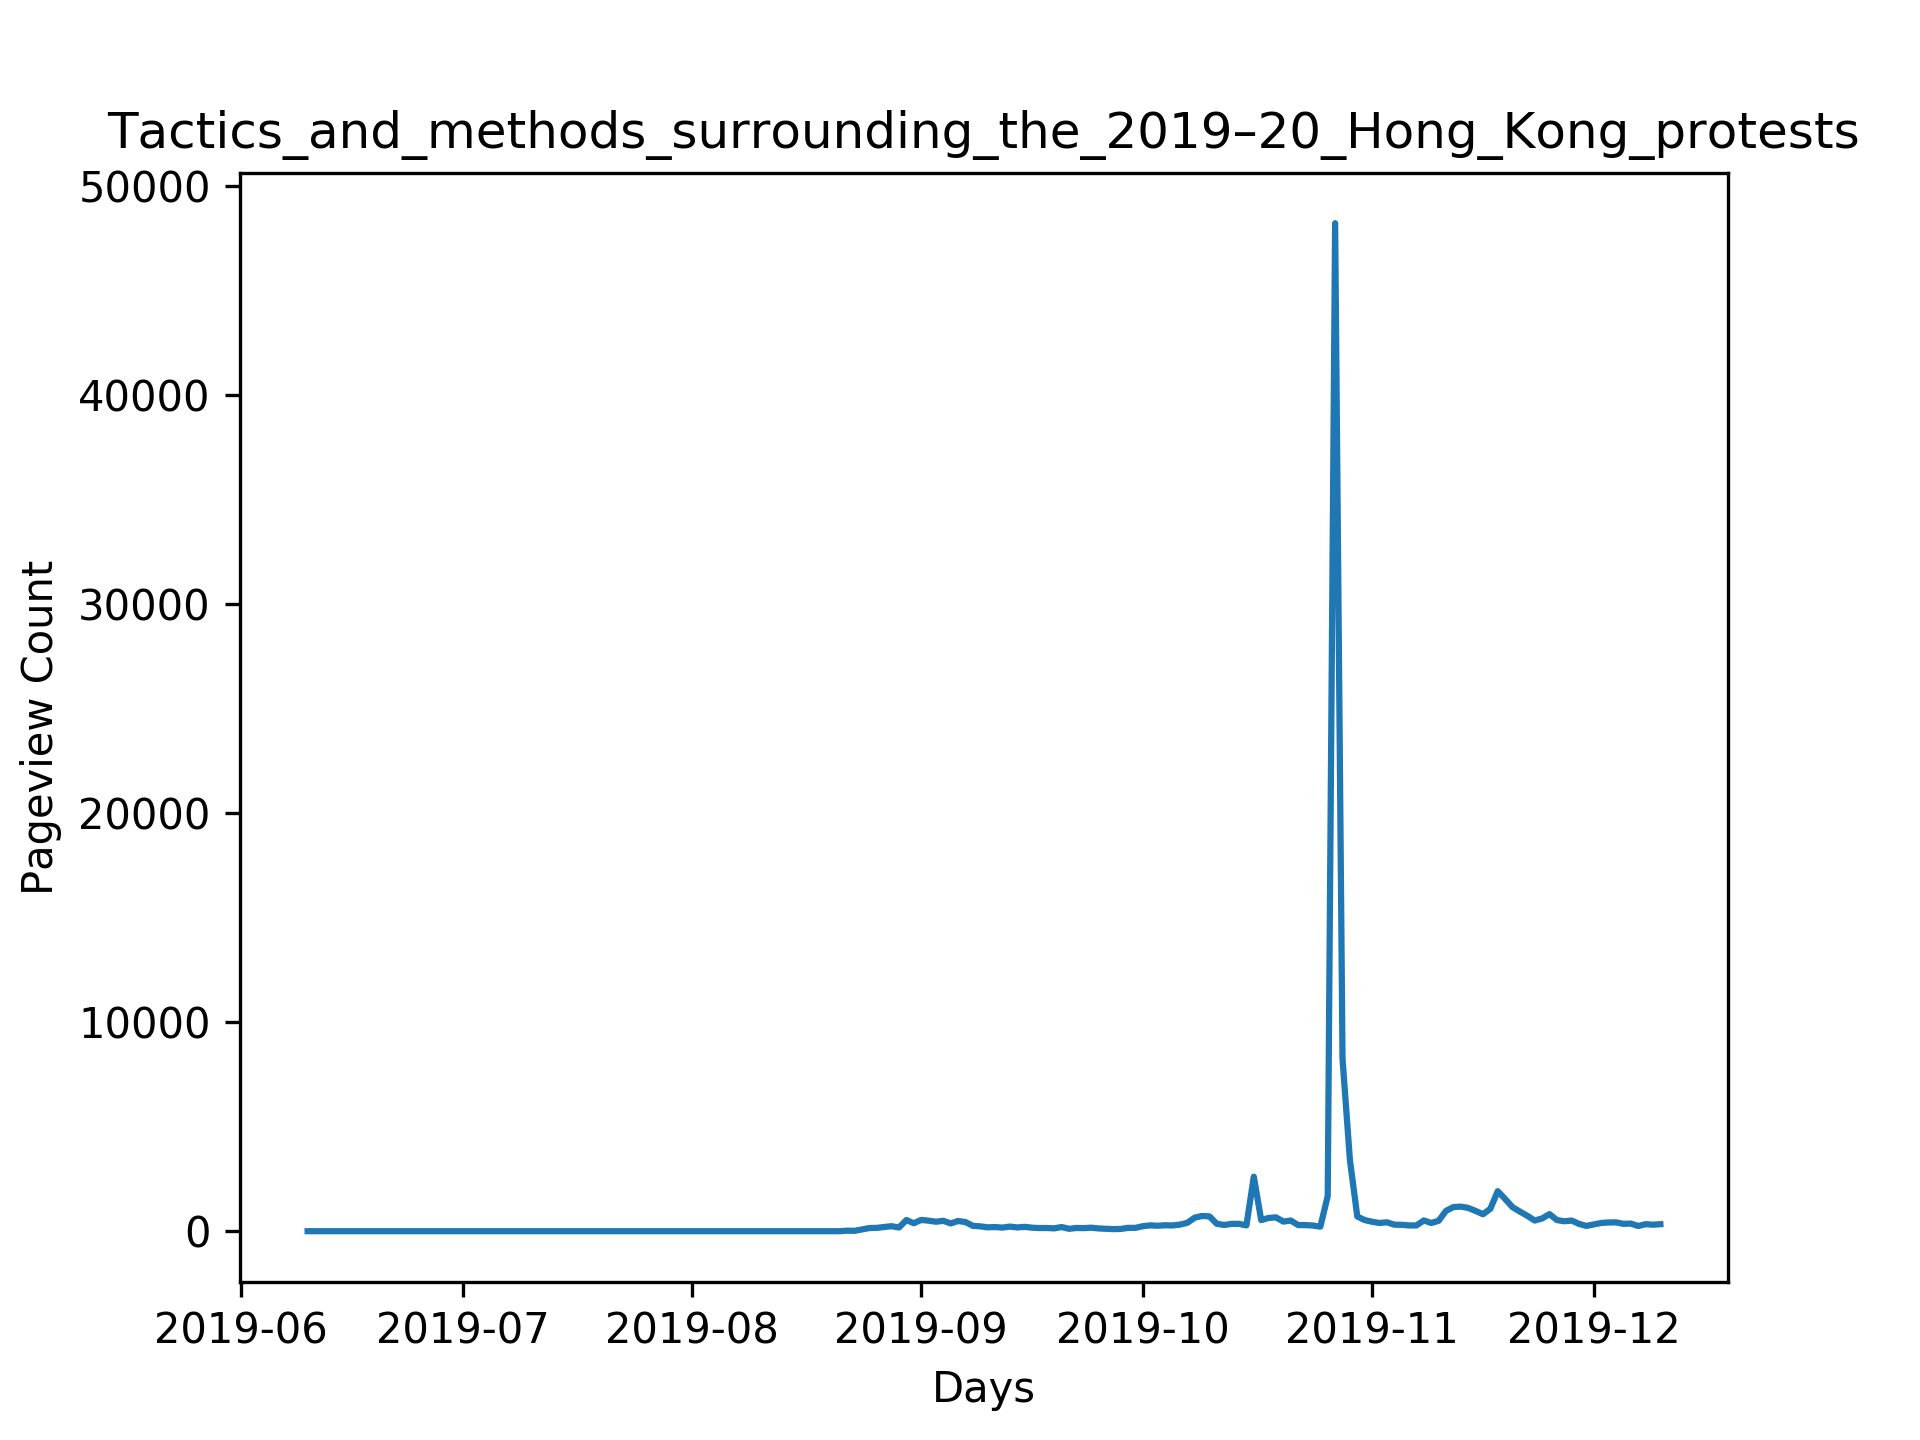 Tactics_and_methods_surrounding_the_2019–20_Hong_Kong_protests
50000
40000
30000
20000
10000
0
Pageview Count
2019-06 2019-07 2019-08 2019-09 2019-10 2019-11 2019-12
Days